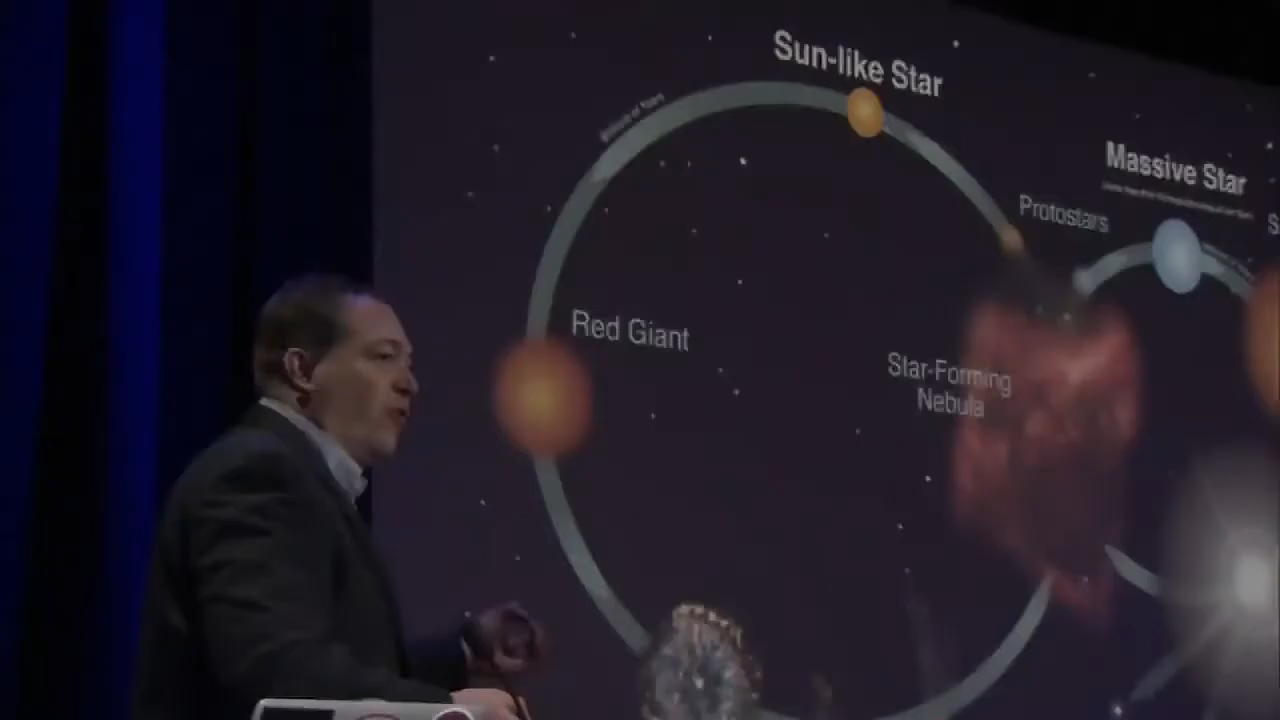 Sun-like Star
Massive Star
Protostars
Red Giant
Star-Forming
Nebula